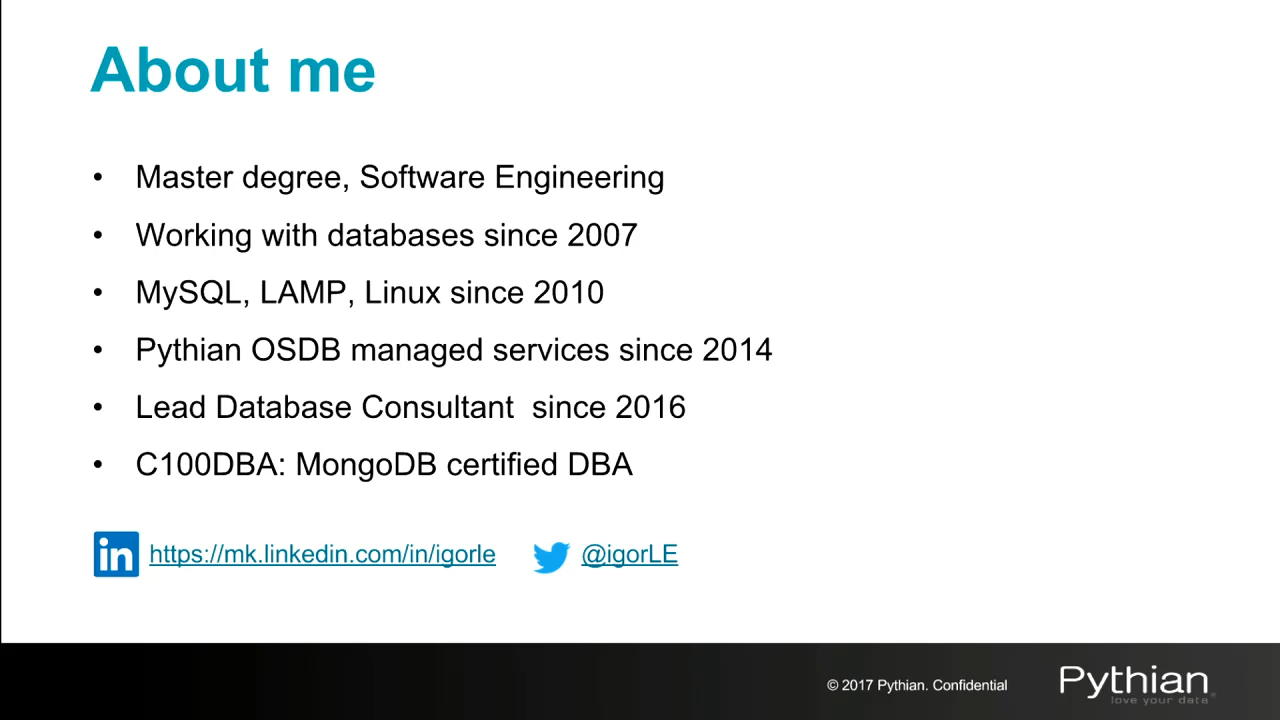 About me
• Master degree, Software Engineering
• Working with databases since 2007
• MySQL, LAMP, Linux since 2010
• Pythian OSDB managed services since 2014
• Lead Database Consultant  since 2016
• C100DBA: MongoDB certified DBA
in https://mk.linkedin.com/in/igorle @igorLE
© 2017 Pythian. Confidential
Pythian
love your data